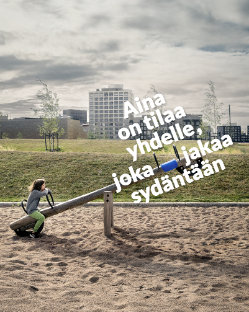 Aina
on tilaa
yhdelle,
joka jakaa
sydäntään